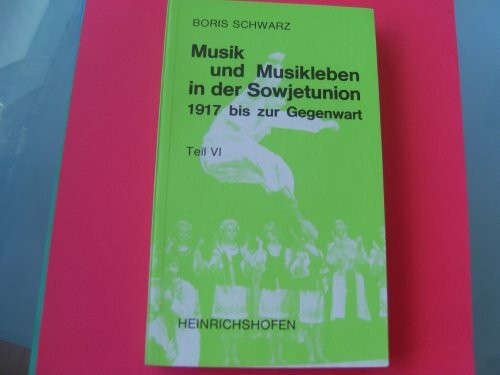 BORIS SCHWARZ
Musik
und Musikleben
in der Sowjetunion
1917 bis zur Gegenwart
Teil VI
HEINRICHSHOFEN